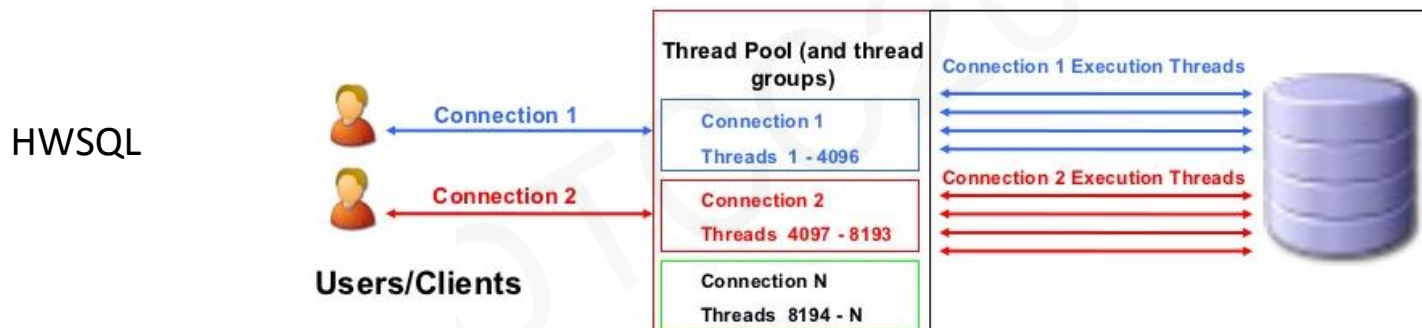 HWSQL
Connection 1
Connection 2
Users/Clients
Thread Pool (and thread
groups)
Connection 1
Threads 1 - 4096
Connection 2
Threads 4097 - 8193
Connection N
Threads 8194 - N
Connection 1 Execution Threads
Connection 2 Execution Threads